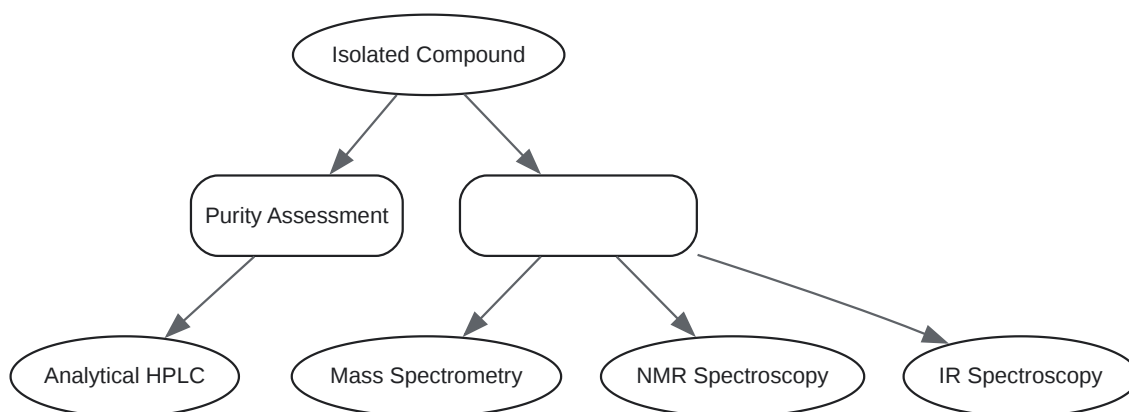 Isolated Compound
Purity Assessment
Analytical HPLC
Mass Spectrometry
NMR Spectroscopy
IR Spectroscopy